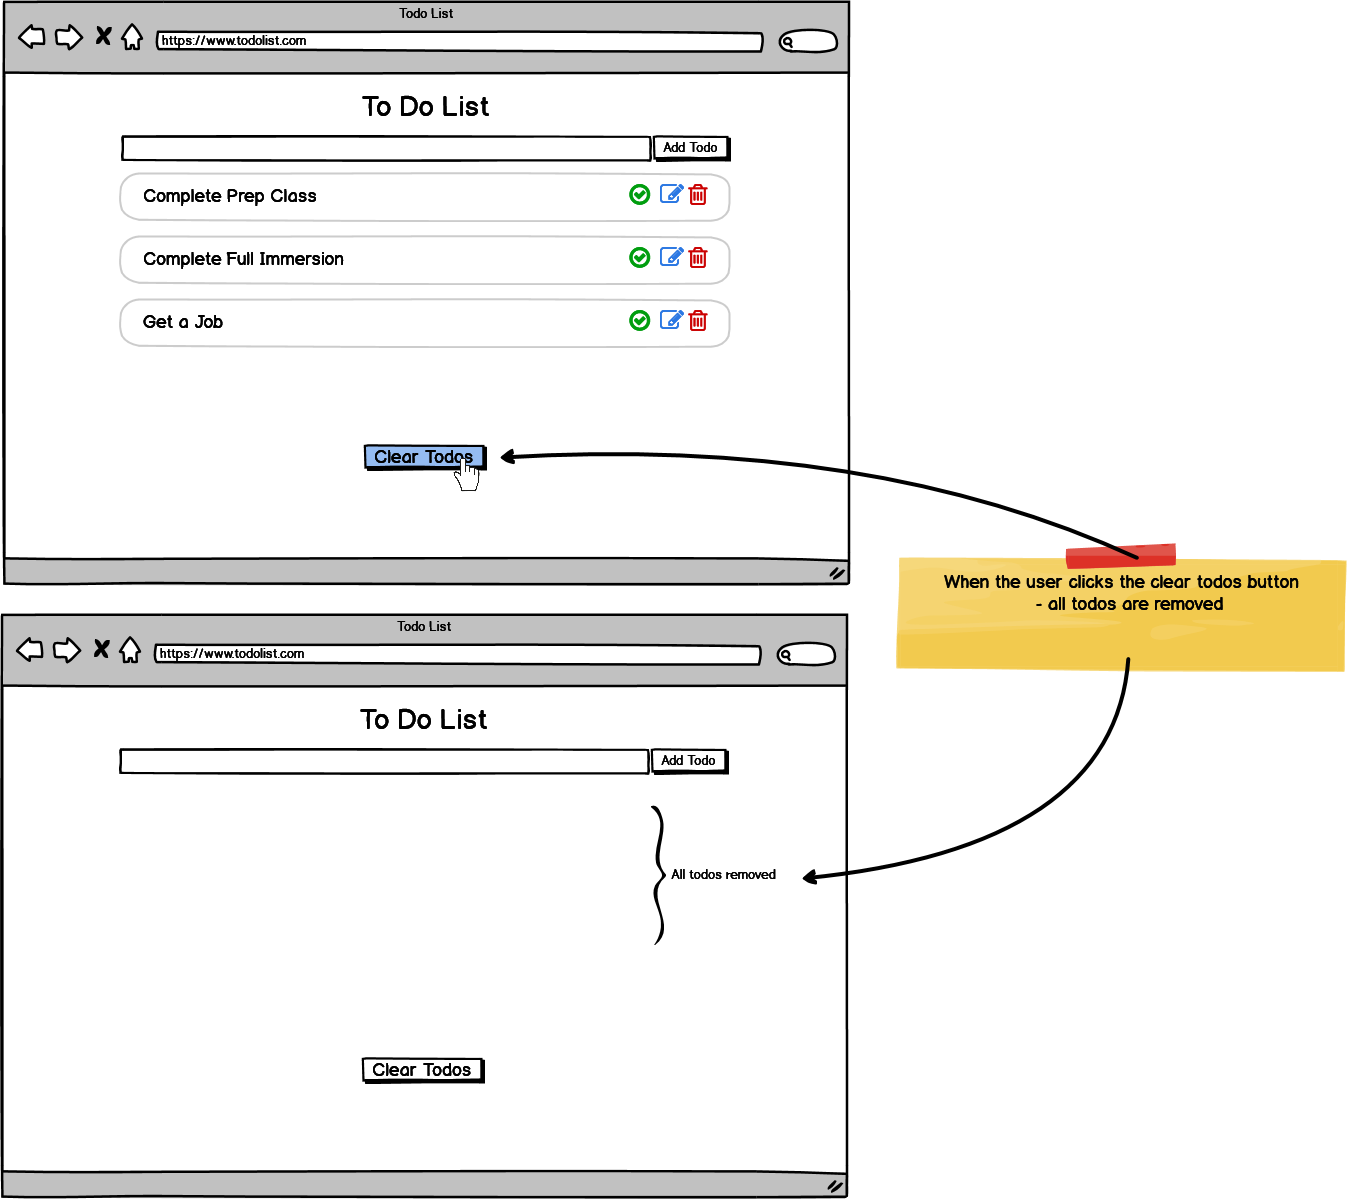 Todo List
https://www.todolist.com
To Do List
Add Todo
Complete Prep Class
Complete Full Immersion
Get a Job
Clear Todos
When the user clicks the clear todos button
- all todos are removed
Todo List
https://www.todolist.com
To Do List
Add Todo
All todos removed
Clear Todos